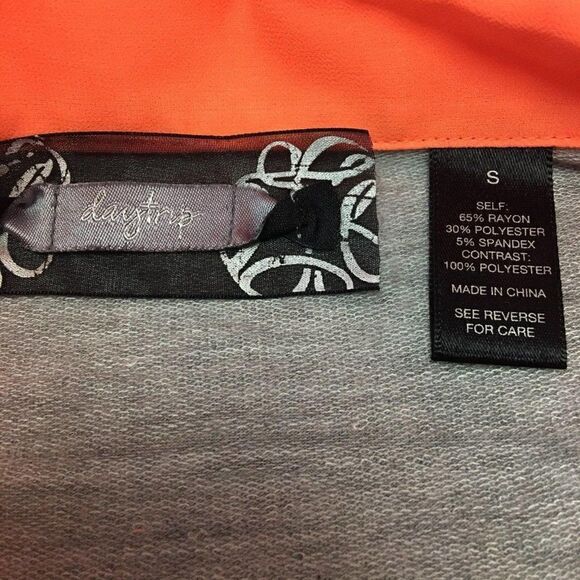 daytrip
S
SELF:
65% RAYON
30% POLYESTER
5% SPANDEX
CONTRAST:
100% POLYESTER
MADE IN CHINA
SEE REVERSE
FOR CARE